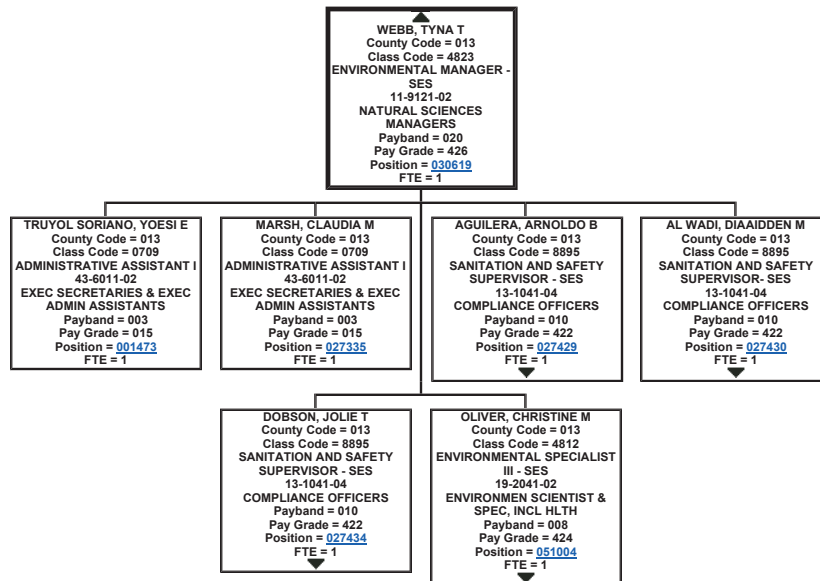 WEBB, TYNA T
County Code = 013
Class Code = 4823
ENVIRONMENTAL MANAGER -
SES
11-9121-02
NATURAL SCIENCES
MANAGERS
Payband = 020
Pay Grade = 426
Position = 030619
FTE = 1
TRUYOL SORIANO, YOESI E
County Code = 013
Class Code = 0709
ADMINISTRATIVE ASSISTANT I
43-6011-02
EXEC SECRETARIES & EXEC
ADMIN ASSISTANTS
Payband = 003
Pay Grade = 015
Position = 001473
FTE = 1
MARSH, CLAUDIA M
County Code = 013
Class Code = 0709
ADMINISTRATIVE ASSISTANT I
43-6011-02
EXEC SECRETARIES & EXEC
ADMIN ASSISTANTS
Payband = 003
Pay Grade = 015
Position = 027335
FTE = 1
AGUILERA, ARNOLDO B
County Code = 013
Class Code = 8895
SANITATION AND SAFETY
SUPERVISOR - SES
13-1041-04
COMPLIANCE OFFICERS
Payband = 010
Pay Grade = 422
Position = 027429
FTE = 1
AL WADI, DIAAIDDEN M
County Code = 013
Class Code = 8895
SANITATION AND SAFETY
SUPERVISOR- SES
13-1041-04
COMPLIANCE OFFICERS
Payband = 010
Pay Grade = 422
Position = 027430
FTE = 1
DOBSON, JOLIE T
County Code = 013
Class Code = 8895
SANITATION AND SAFETY
SUPERVISOR - SES
13-1041-04
COMPLIANCE OFFICERS
Payband = 010
Pay Grade = 422
Position = 027434
FTE = 1
OLIVER, CHRISTINE M
County Code = 013
Class Code = 4812
ENVIRONMENTAL SPECIALIST
III - SES
19-2041-02
ENVIRONMEN SCIENTIST &
SPEC, INCL HLTH
Payband = 008
Pay Grade = 424
Position = 051004
FTE = 1